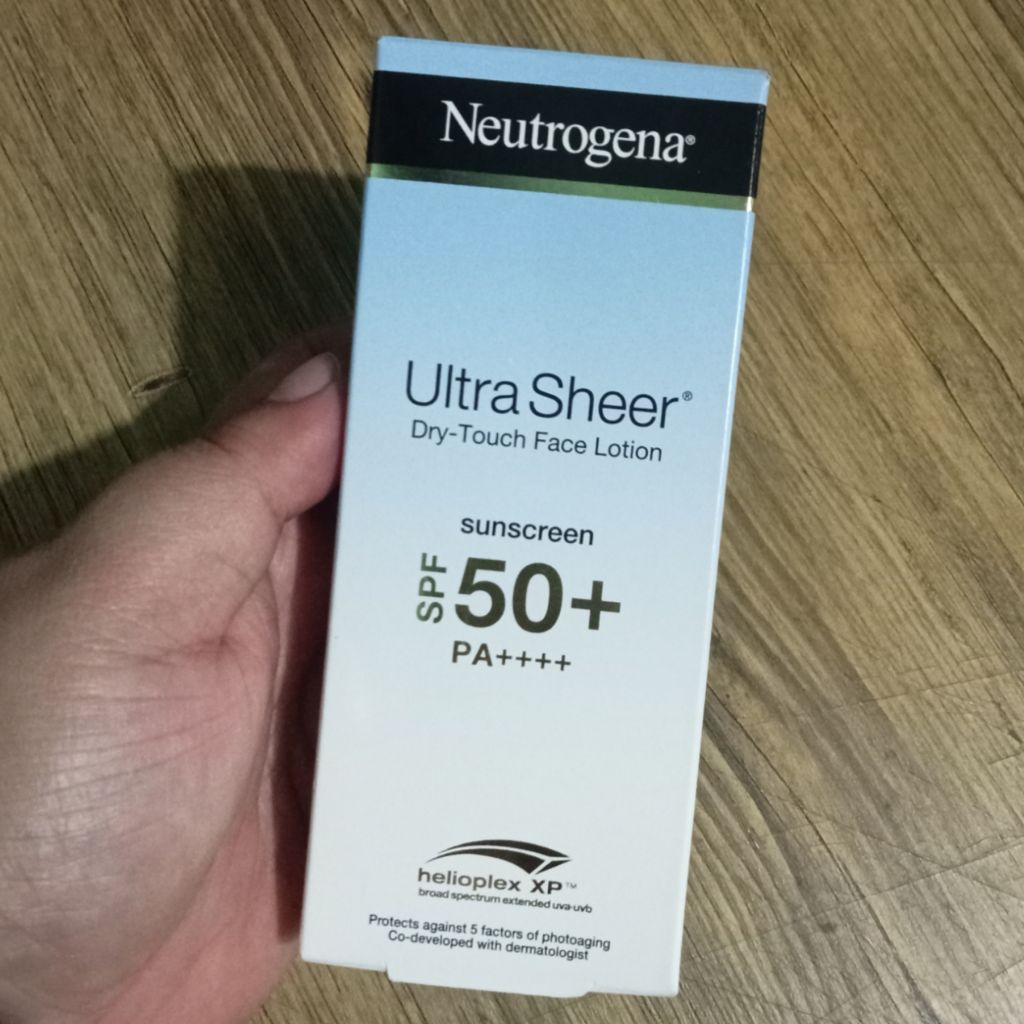 Neutrogena®
Ultra Sheer®
Dry-Touch Face Lotion
sunscreen
SPF 50+
PA++++
helioplex XP™
broad spectrum extended uva-uvb
Protects against 5 factors of photoaging
Co-developed with dermatologist